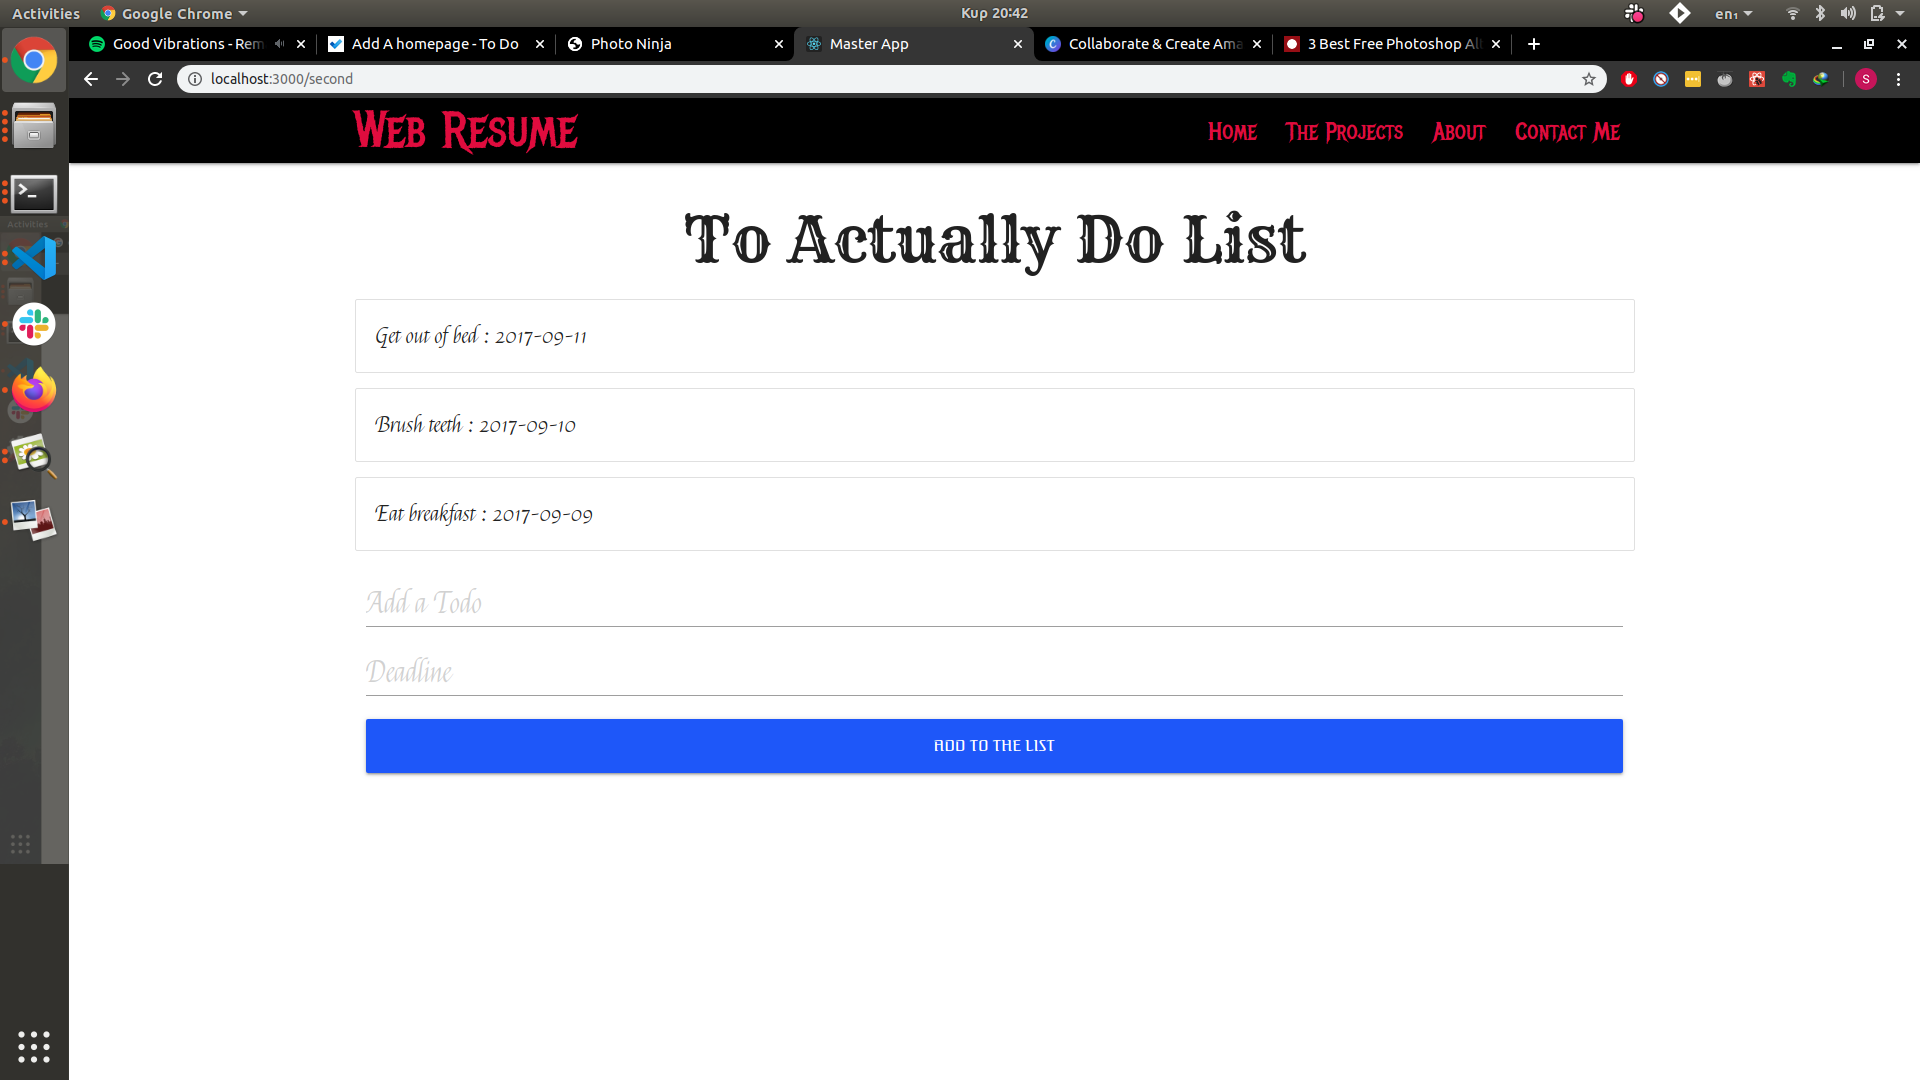 Activities Google Chrome Κυρ 20:42 en₁
Good Vibrations - Rem Add A homepage - To Do Photo Ninja Master App Collaborate & Create Ama 3 Best Free Photoshop Al
localhost:3000/second S
Web Resume Home The Projects About Contact Me
To Actually Do List
Get out of bed : 2017-09-11
Brush teeth : 2017-09-10
Eat breakfast : 2017-09-09
Add a Todo
Deadline
ADD TO THE LIST
Activities